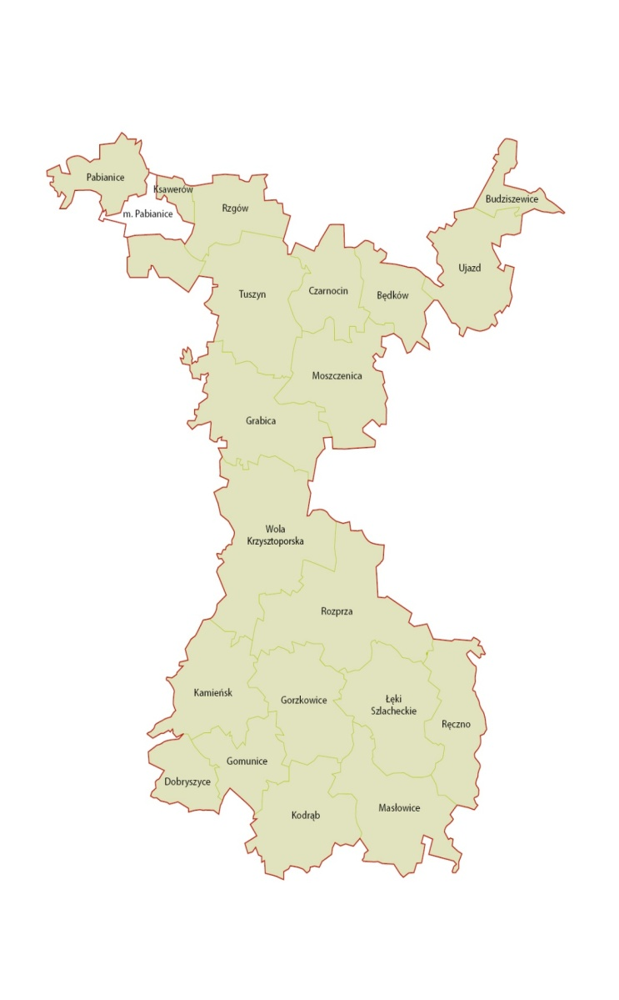 Pabianice
Ksawerów
m. Pabianice
Rzgów
Budziszewice
Ujazd
Tuszyn
Czarnocin
Będków
Moszczenica
Grabica
Wola
Krzysztoporska
Rozprza
Kamieńsk
Gorzkowice
Łęki
Szlacheckie
Ręczno
Gomunice
Dobryszyce
Kodrąb
Masłowice